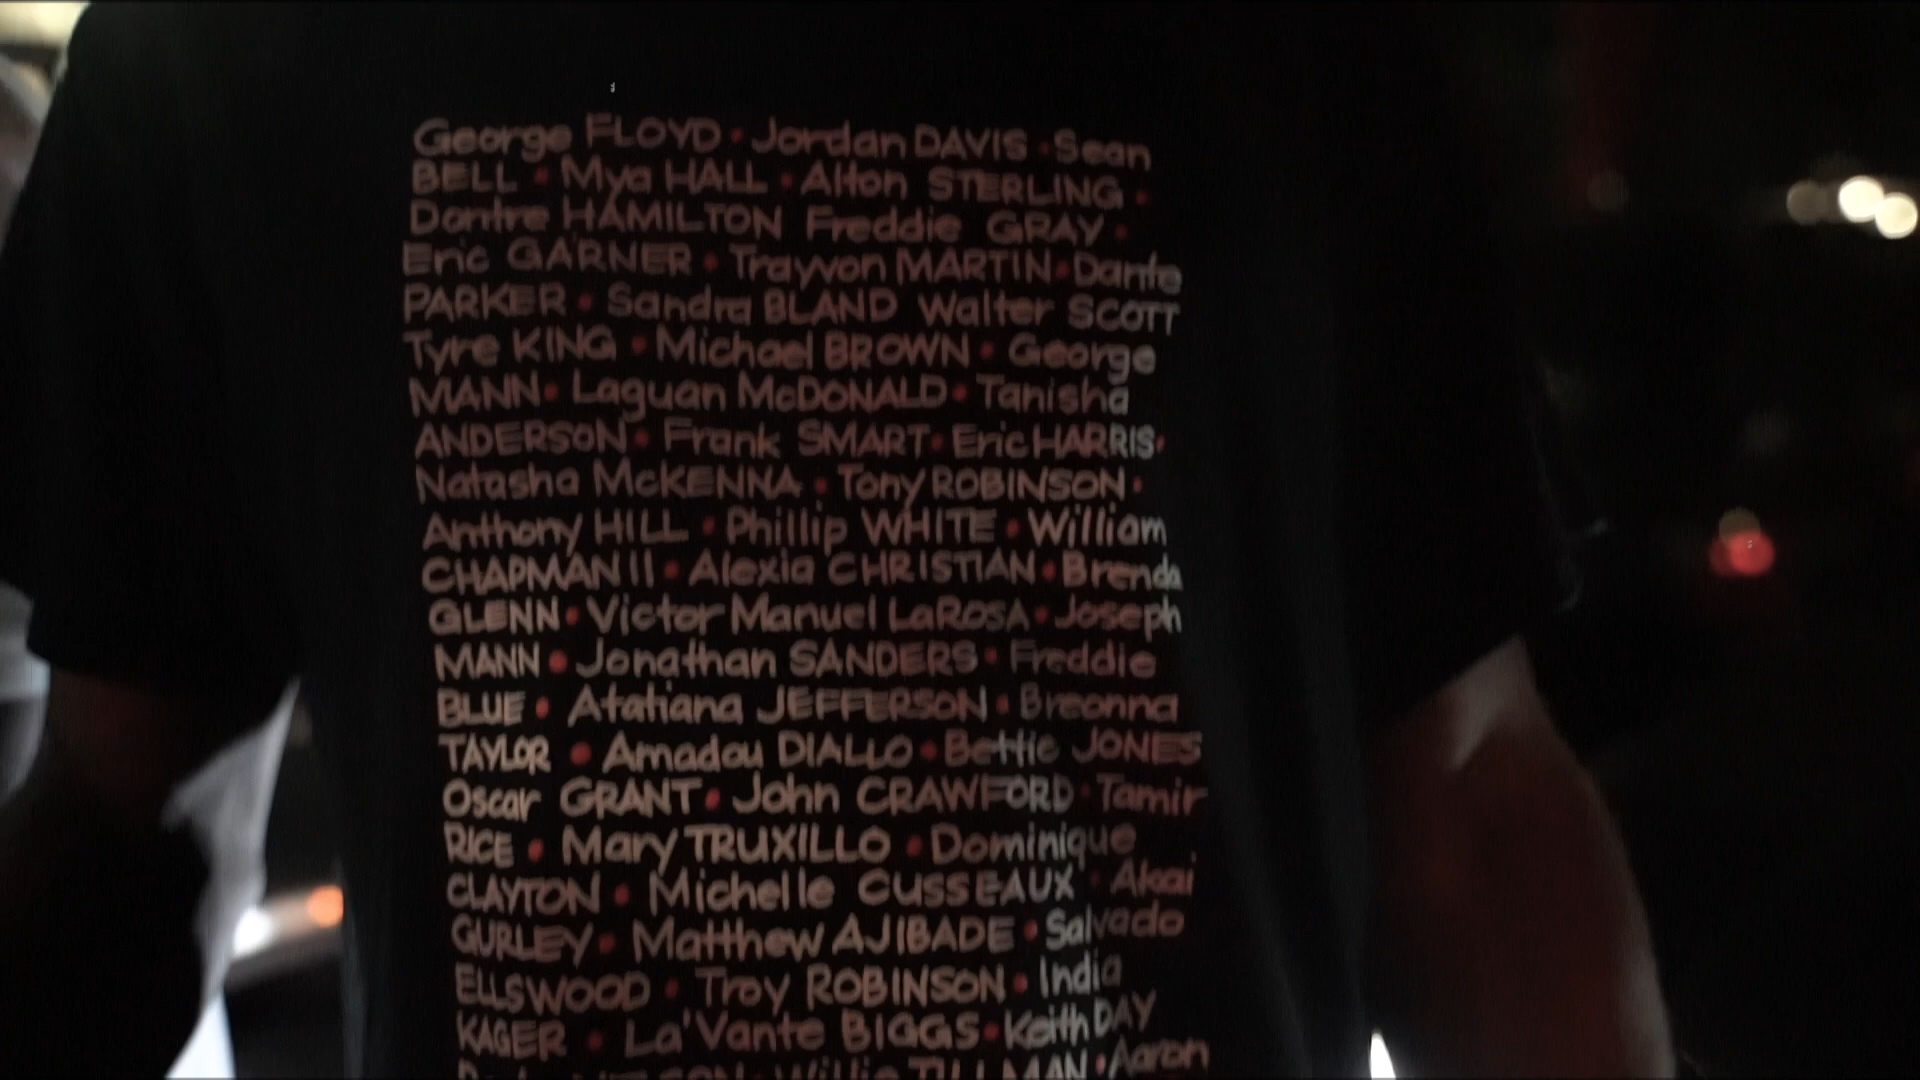 George FLOYD • Jordan DAVIS • Sean
BELL • Mya HALL • Alton STERLING •
Dontre HAMILTON Freddie GRAY •
Eric GARNER • Trayvon MARTIN • Dante
PARKER • Sandra BLAND Walter SCOTT
Tyre KING • Michael BROWN • George
MANN • Laguan McDONALD • Tanisha
ANDERSON • Frank SMART • Eric HARRIS •
Natasha McKENNA • Tony ROBINSON •
Anthony HILL • Phillip WHITE • William
CHAPMAN II • Alexia CHRISTIAN • Brenda
GLENN • Victor Manuel LaROSA • Joseph
MANN • Jonathan SANDERS • Freddie
BLUE • Atatiana JEFFERSON • Breonna
TAYLOR • Amadou DIALLO • Bettie JONES
Oscar GRANT • John CRAWFORD • Tamir
RICE • Mary TRUXILLO • Dominique
CLAYTON • Michelle CUSSEAUX • Akai
GURLEY • Matthew AJIBADE • Salvado
ELLSWOOD • Troy ROBINSON • India
KAGER • La'Vante BIGGS • Keith DAY
Willie TILLMAN • Aaron